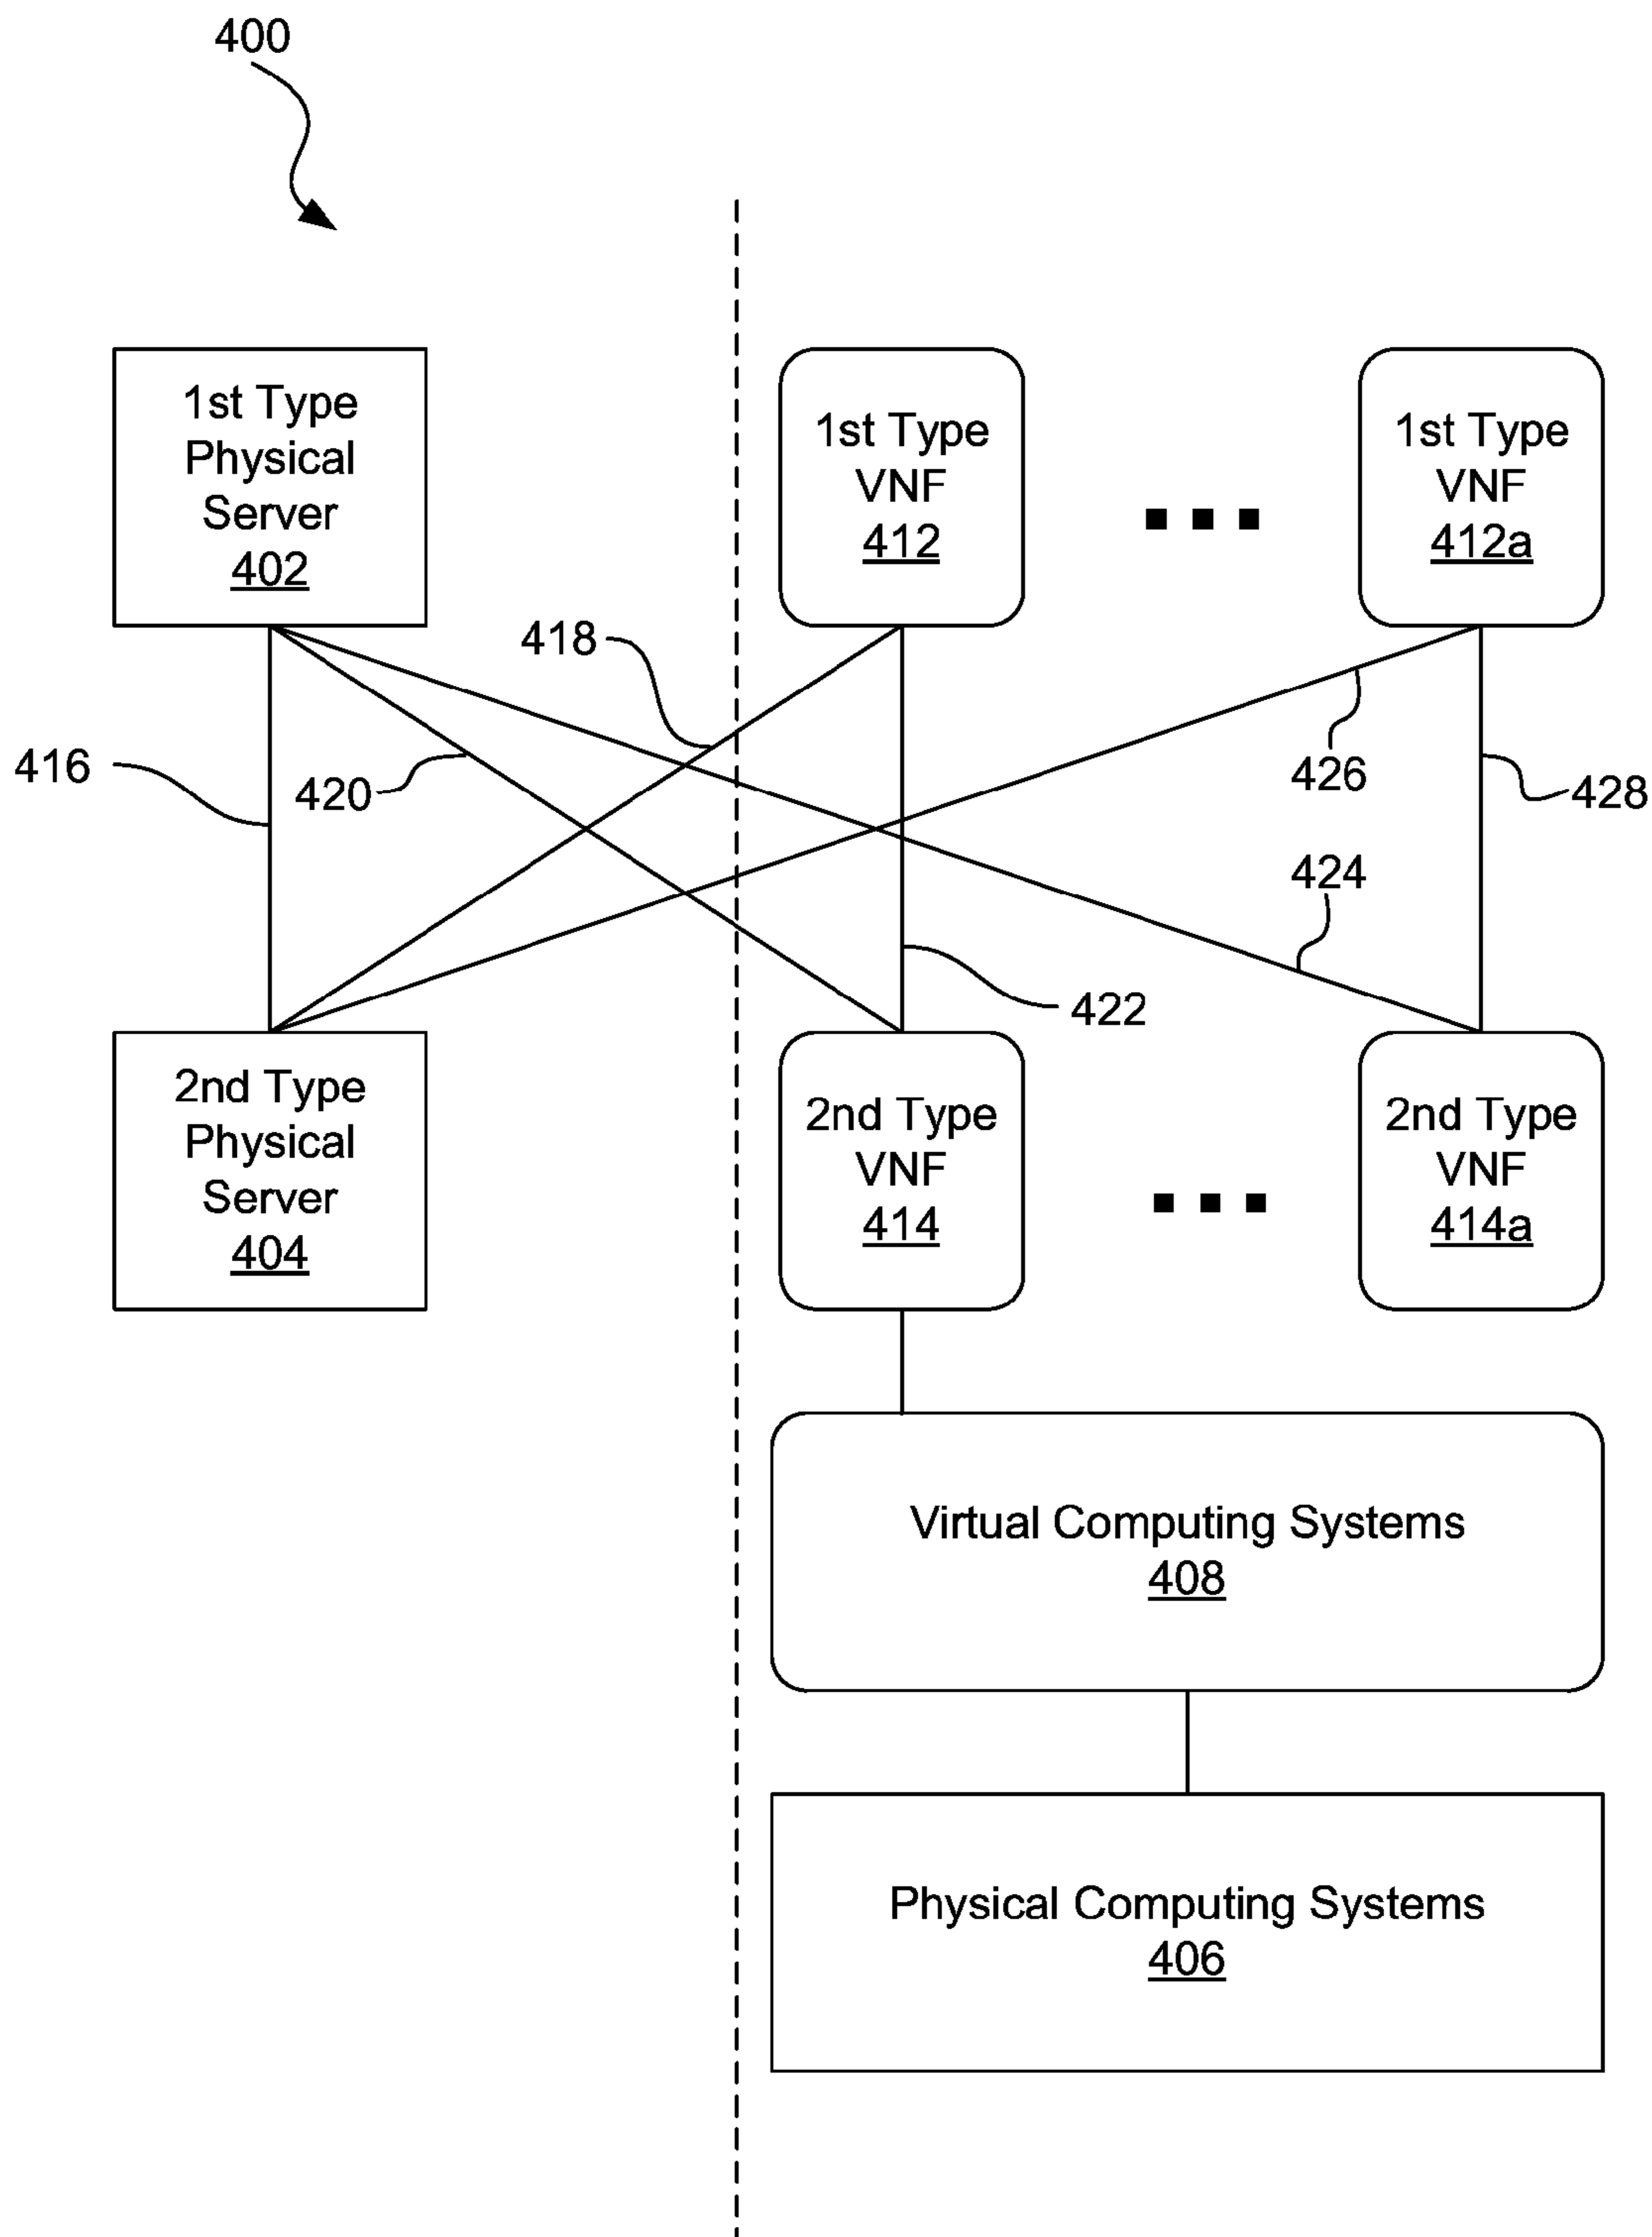 400
1st Type
Physical
Server
402
1st Type
VNF
412
1st Type
VNF
412a
418
416
420
426
428
424
422
2nd Type
Physical
Server
404
2nd Type
VNF
414
2nd Type
VNF
414a
Virtual Computing Systems
408
Physical Computing Systems
406